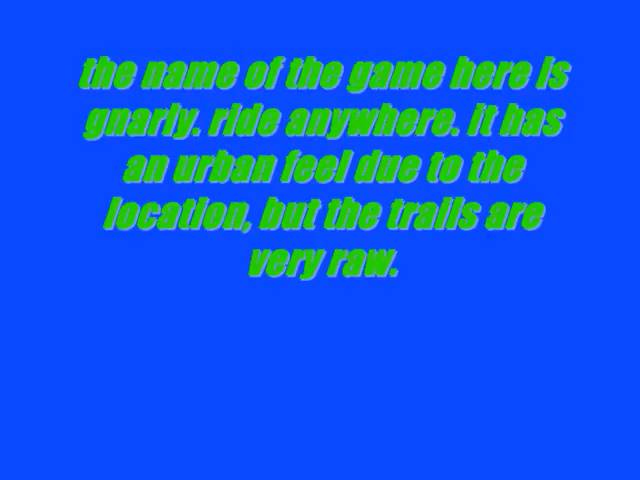 the name of the game here is
gnarly. ride anywhere. it has
an urban feel due to the
location, but the trails are
very raw.